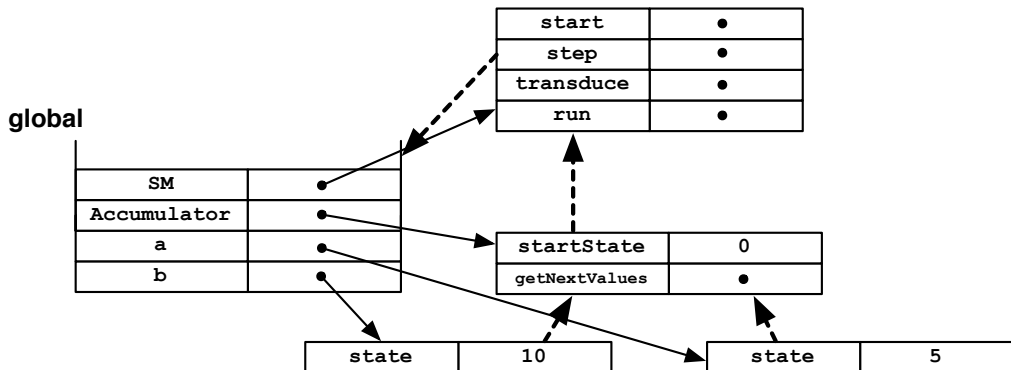 start
step
transduce
run
global
SM
Accumulator
a
b
startState 0
getNextValues
state 10
state 5